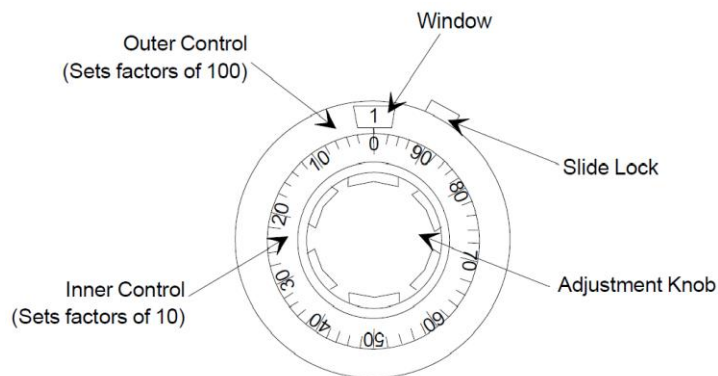 Window
Outer Control
(Sets factors of 100)
1
0
10
90
80
Slide Lock
20
70
30
Inner Control
(Sets factors of 10)
Adjustment Knob
40
60
50